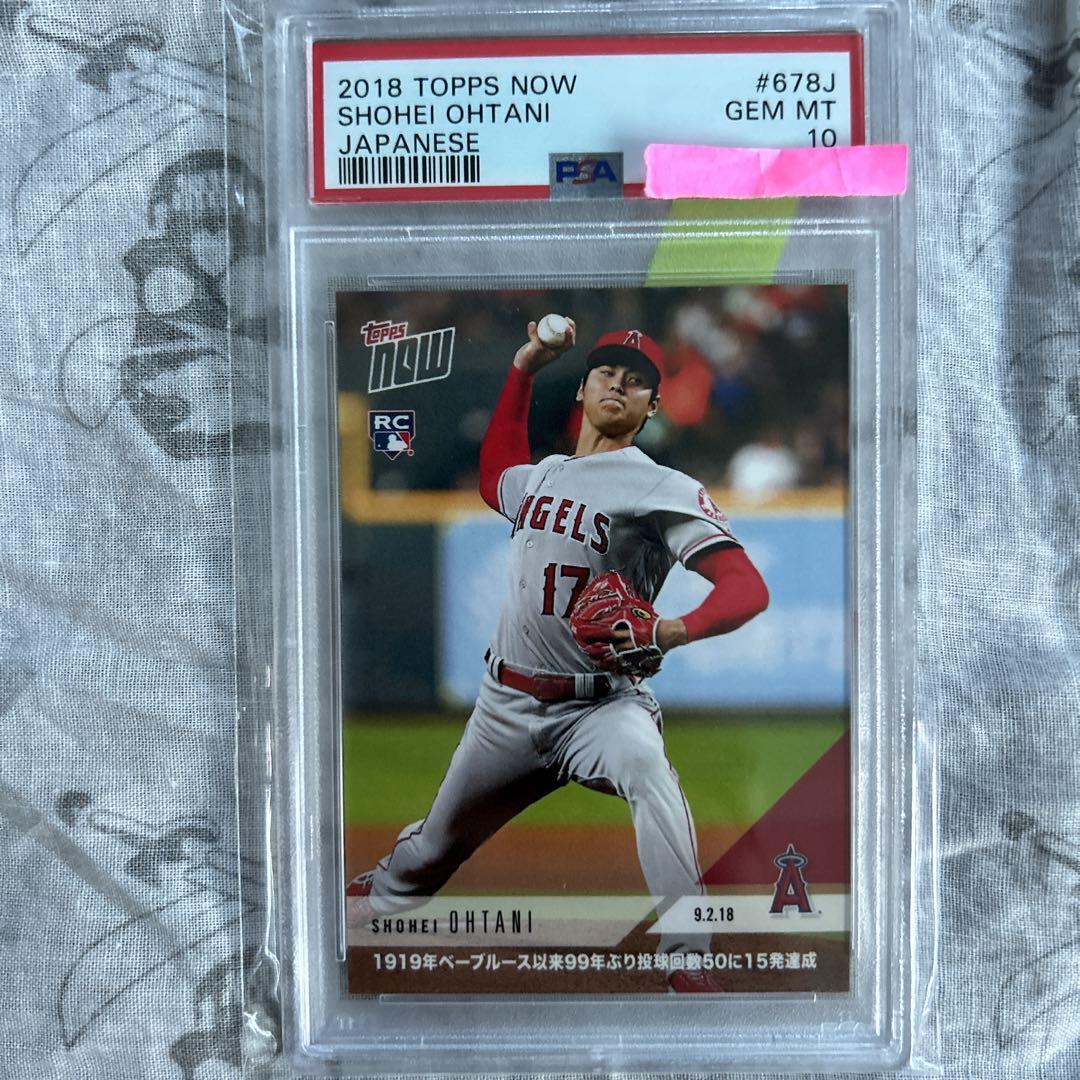 2018 TOPPS NOW
#678J
SHOHEI OHTANI
GEM MT
JAPANESE
10
PSA
topps
NOW
RC
ANGELS
17
A
SHOHEI OHTANI
9.2.18
1919年ベーブルース以来99年ぶり投球回数50に15発達成